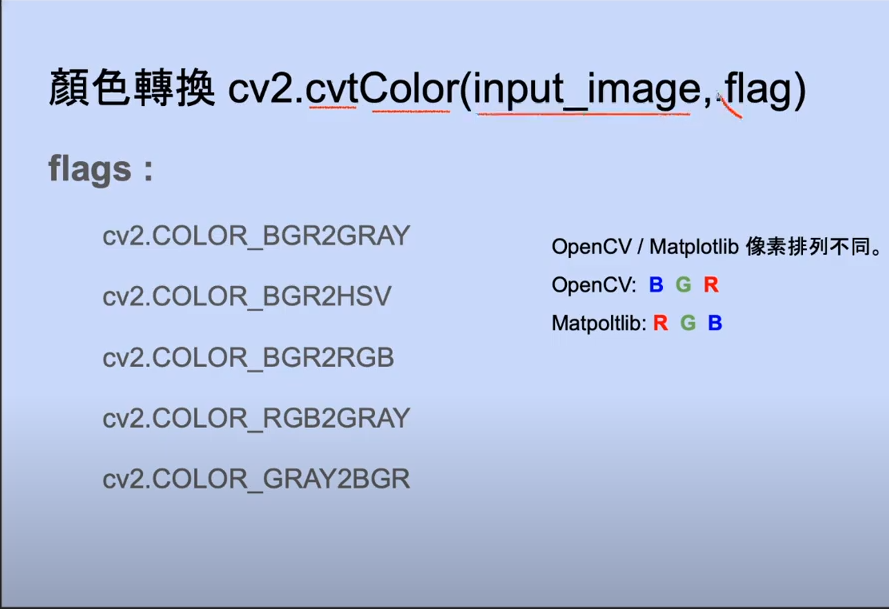 顏色轉換 cv2.cvtColor(input_image, flag)
flags :
cv2.COLOR_BGR2GRAY
cv2.COLOR_BGR2HSV
cv2.COLOR_BGR2RGB
cv2.COLOR_RGB2GRAY
cv2.COLOR_GRAY2BGR
OpenCV / Matplotlib 像素排列不同。
OpenCV: B G R
Matpoltlib: R G B